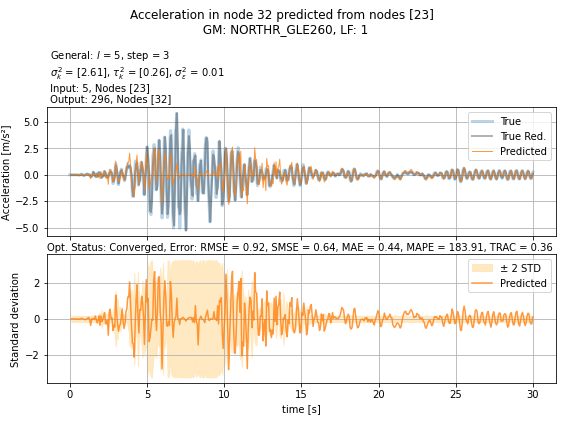 Acceleration in node 32 predicted from nodes [23]
GM: NORTHR_GLE260, LF: 1
General: l = 5, step = 3
σ²ₖ = [2.61], τ²ₖ = [0.26], σ²ε = 0.01
Input: 5, Nodes [23]
Output: 296, Nodes [32]
Acceleration [m/s²]
5.0
2.5
0.0
−2.5
−5.0
True
True Red.
Predicted
Opt. Status: Converged, Error: RMSE = 0.92, SMSE = 0.64, MAE = 0.44, MAPE = 183.91, TRAC = 0.36
Standard deviation
2
0
−2
± 2 STD
Predicted
0 5 10 15 20 25 30
time [s]